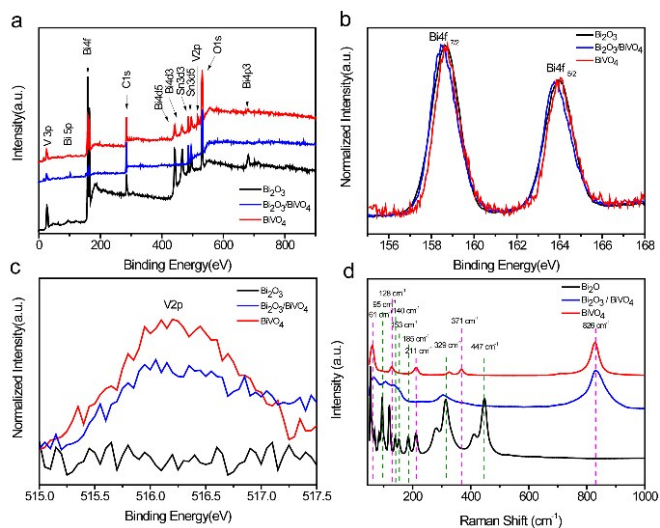 a
Bi4f
C1s
Bi4d5
Bi4d3
Sn3d3
Sn3d5
V2p
O1s
Bi4p3
V 3p
Bi 5p
Intensity(a.u.)
Bi₂O₃
Bi₂O₃/BiVO₄
BiVO₄
0 200 400 600 800
Binding Energy(eV)
b
Bi4f 7/2
Bi4f 5/2
Bi₂O₃
Bi₂O₃/BiVO₄
BiVO₄
Normalized Intensity(a.u.)
156 158 160 162 164 166 168
Binding Energy(eV)
c
V2p
Bi₂O₃
Bi₂O₃/BiVO₄
BiVO₄
Normalized Intensity(a.u.)
515.0 515.5 516.0 516.5 517.0 517.5
Binding Energy(eV)
d
Bi₂O
Bi₂O₃ / BiVO₄
BiVO₄
128 cm⁻¹
95 cm⁻¹
140 cm⁻¹
61 cm⁻¹
153 cm⁻¹
185 cm⁻¹
211 cm⁻¹
329 cm⁻¹
371 cm⁻¹
447 cm⁻¹
826 cm⁻¹
Intensity (a.u.)
200 400 600 800 1000
Raman Shift (cm⁻¹)